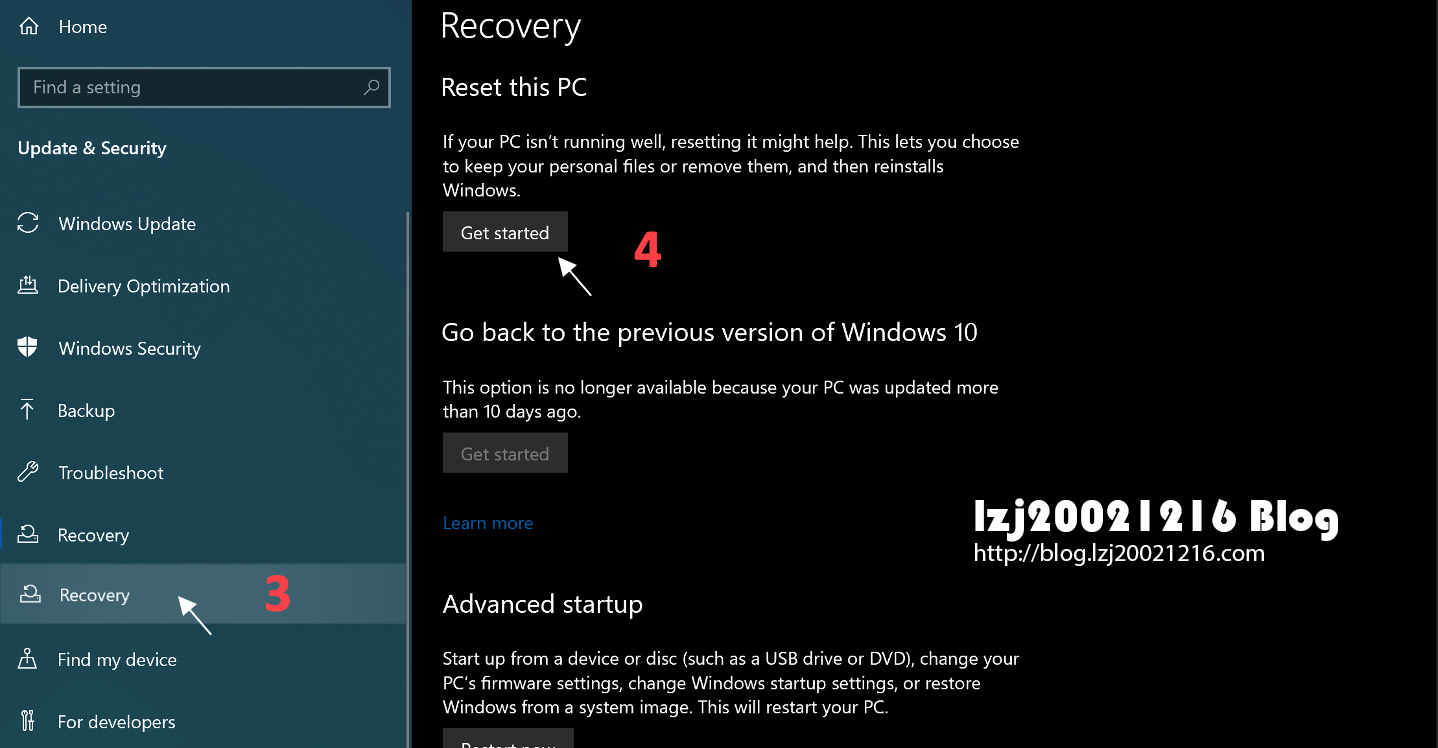 Home
Find a setting
Update & Security
Windows Update
Delivery Optimization
Windows Security
Backup
Troubleshoot
Recovery
Recovery
3
Find my device
For developers
Recovery
Reset this PC
If your PC isn't running well, resetting it might help. This lets you choose
to keep your personal files or remove them, and then reinstalls
Windows.
Get started
4
Go back to the previous version of Windows 10
This option is no longer available because your PC was updated more
than 10 days ago.
Get started
Learn more
lzj20021216 Blog
http://blog.lzj20021216.com
Advanced startup
Start up from a device or disc (such as a USB drive or DVD), change your
PC's firmware settings, change Windows startup settings, or restore
Windows from a system image. This will restart your PC.
Restart now